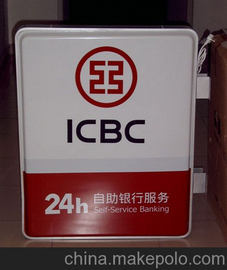 ICBC
24h 自助银行服务
Self-Service Banking
china.makepolo.com